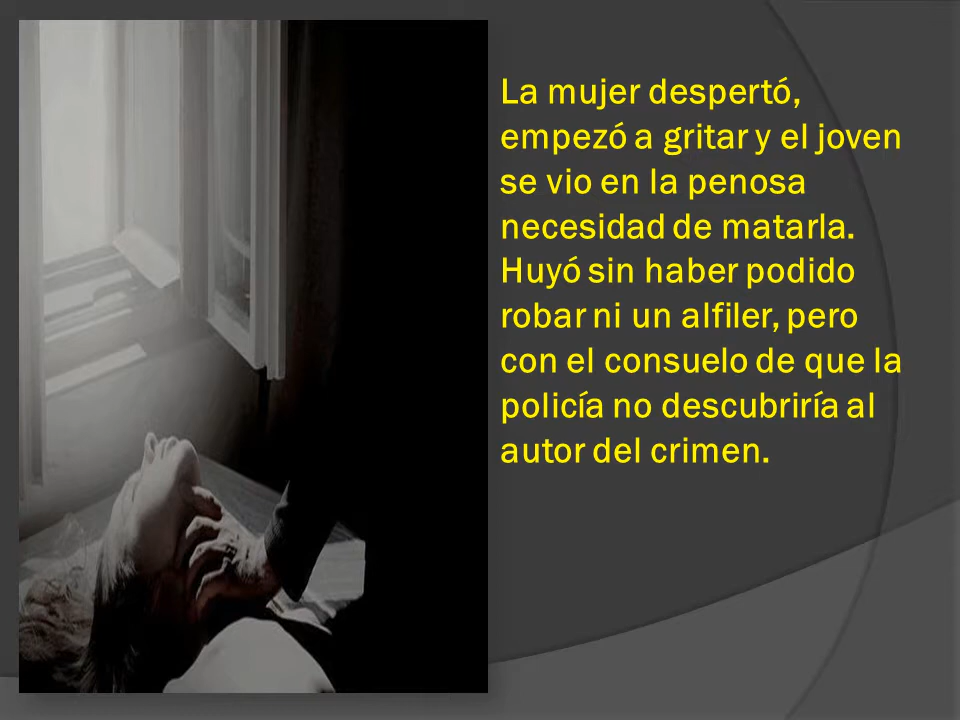 La mujer despertó,
empezó a gritar y el joven
se vio en la penosa
necesidad de matarla.
Huyó sin haber podido
robar ni un alfiler, pero
con el consuelo de que la
policía no descubriría al
autor del crimen.